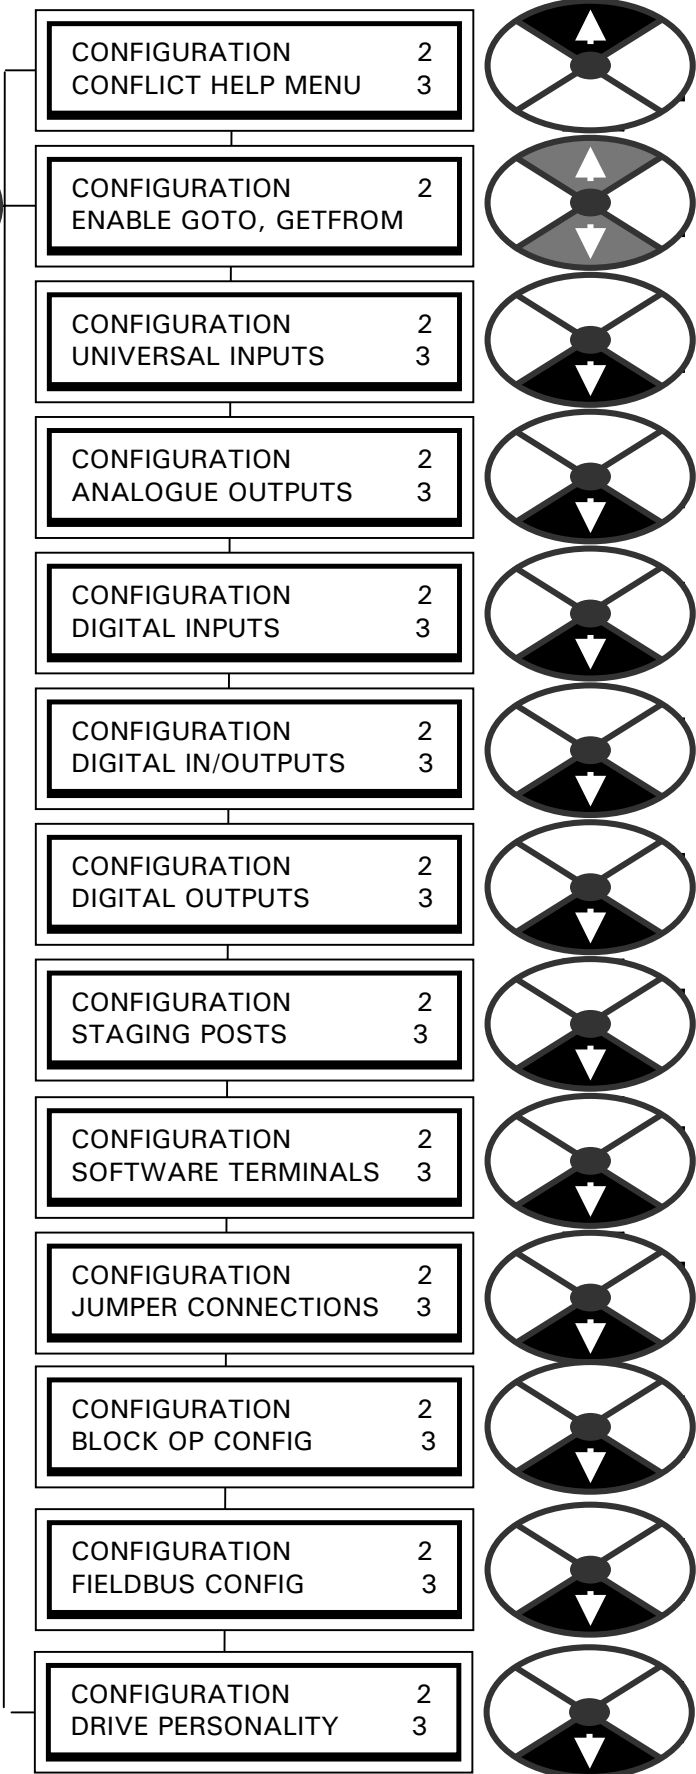 CONFIGURATION 2
CONFLICT HELP MENU 3
CONFIGURATION 2
ENABLE GOTO, GETFROM
CONFIGURATION 2
UNIVERSAL INPUTS 3
CONFIGURATION 2
ANALOGUE OUTPUTS 3
CONFIGURATION 2
DIGITAL INPUTS 3
CONFIGURATION 2
DIGITAL IN/OUTPUTS 3
CONFIGURATION 2
DIGITAL OUTPUTS 3
CONFIGURATION 2
STAGING POSTS 3
CONFIGURATION 2
SOFTWARE TERMINALS 3
CONFIGURATION 2
JUMPER CONNECTIONS 3
CONFIGURATION 2
BLOCK OP CONFIG 3
CONFIGURATION 2
FIELDBUS CONFIG 3
CONFIGURATION 2
DRIVE PERSONALITY 3